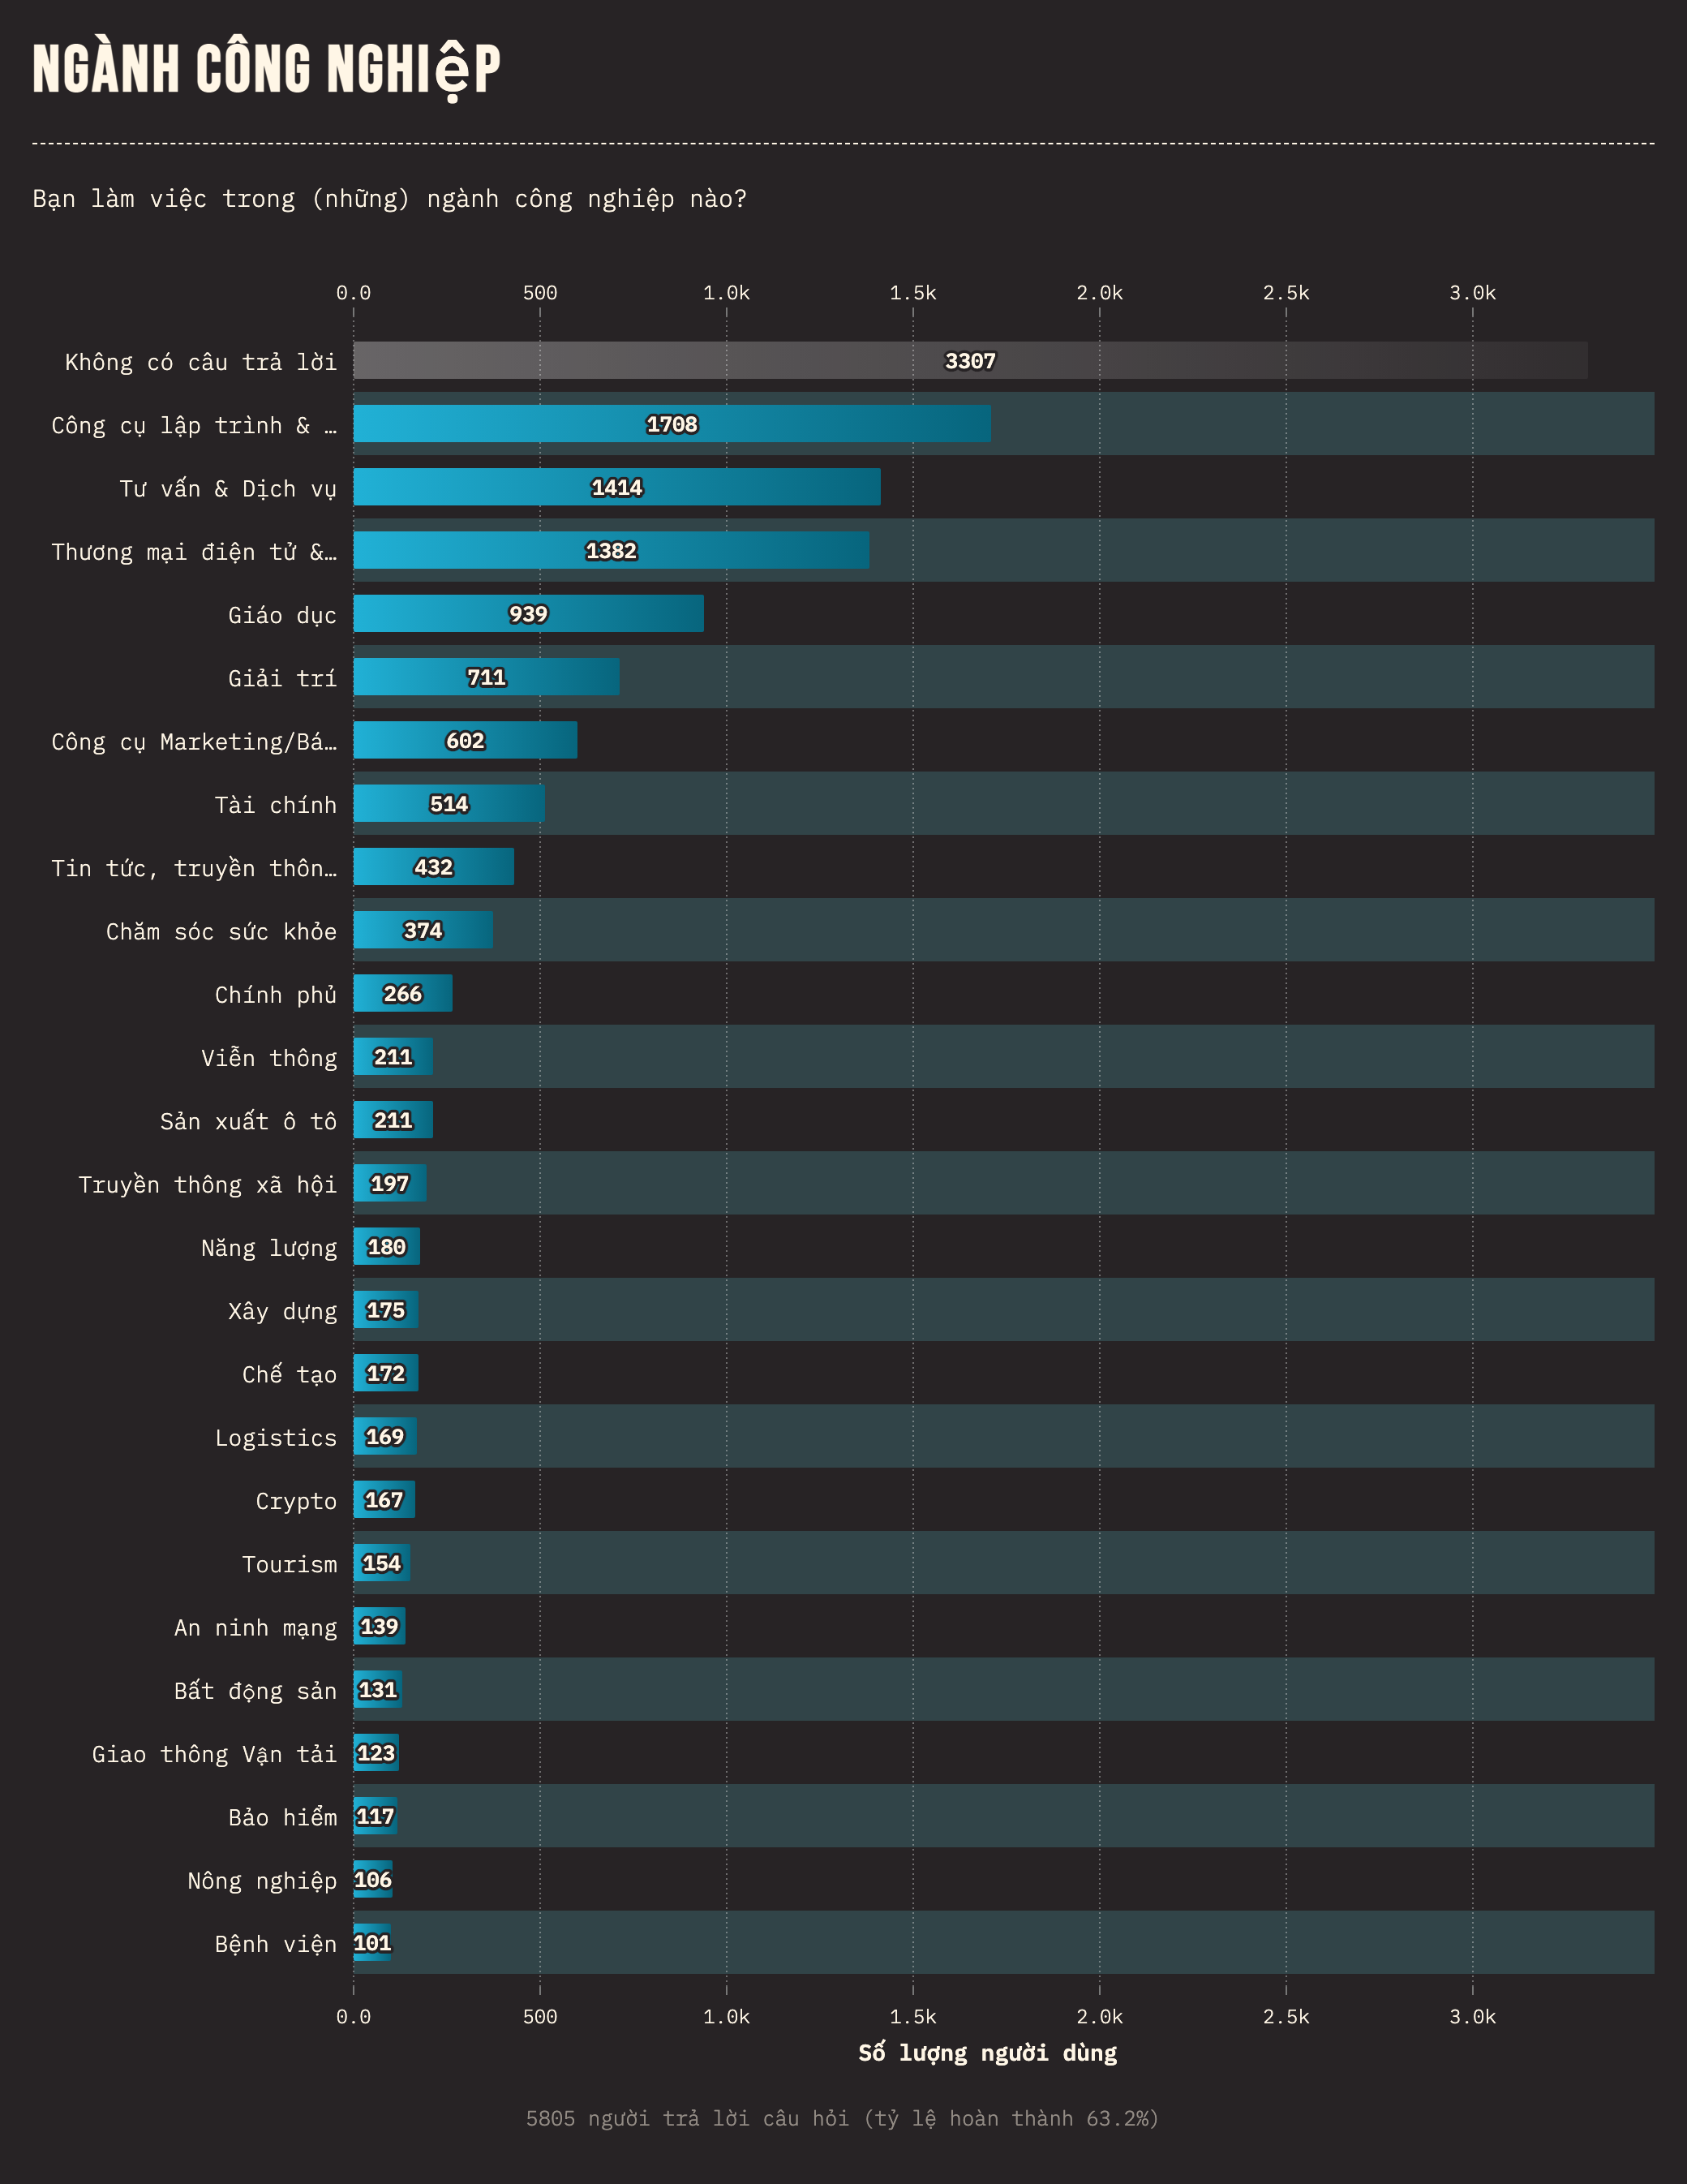 NGÀNH CÔNG NGHIệP
Bạn làm việc trong (những) ngành công nghiệp nào?
0.0 500 1.0k 1.5k 2.0k 2.5k 3.0k
Không có câu trả lời 3307
Công cụ lập trình & … 1708
Tư vấn & Dịch vụ 1414
Thương mại điện tử &… 1382
Giáo dục 939
Giải trí 711
Công cụ Marketing/Bá… 602
Tài chính 514
Tin tức, truyền thôn… 432
Chăm sóc sức khỏe 374
Chính phủ 266
Viễn thông 211
Sản xuất ô tô 211
Truyền thông xã hội 197
Năng lượng 180
Xây dựng 175
Chế tạo 172
Logistics 169
Crypto 167
Tourism 154
An ninh mạng 139
Bất động sản 131
Giao thông Vận tải 123
Bảo hiểm 117
Nông nghiệp 106
Bệnh viện 101
0.0 500 1.0k 1.5k 2.0k 2.5k 3.0k
Số lượng người dùng
5805 người trả lời câu hỏi (tỷ lệ hoàn thành 63.2%)